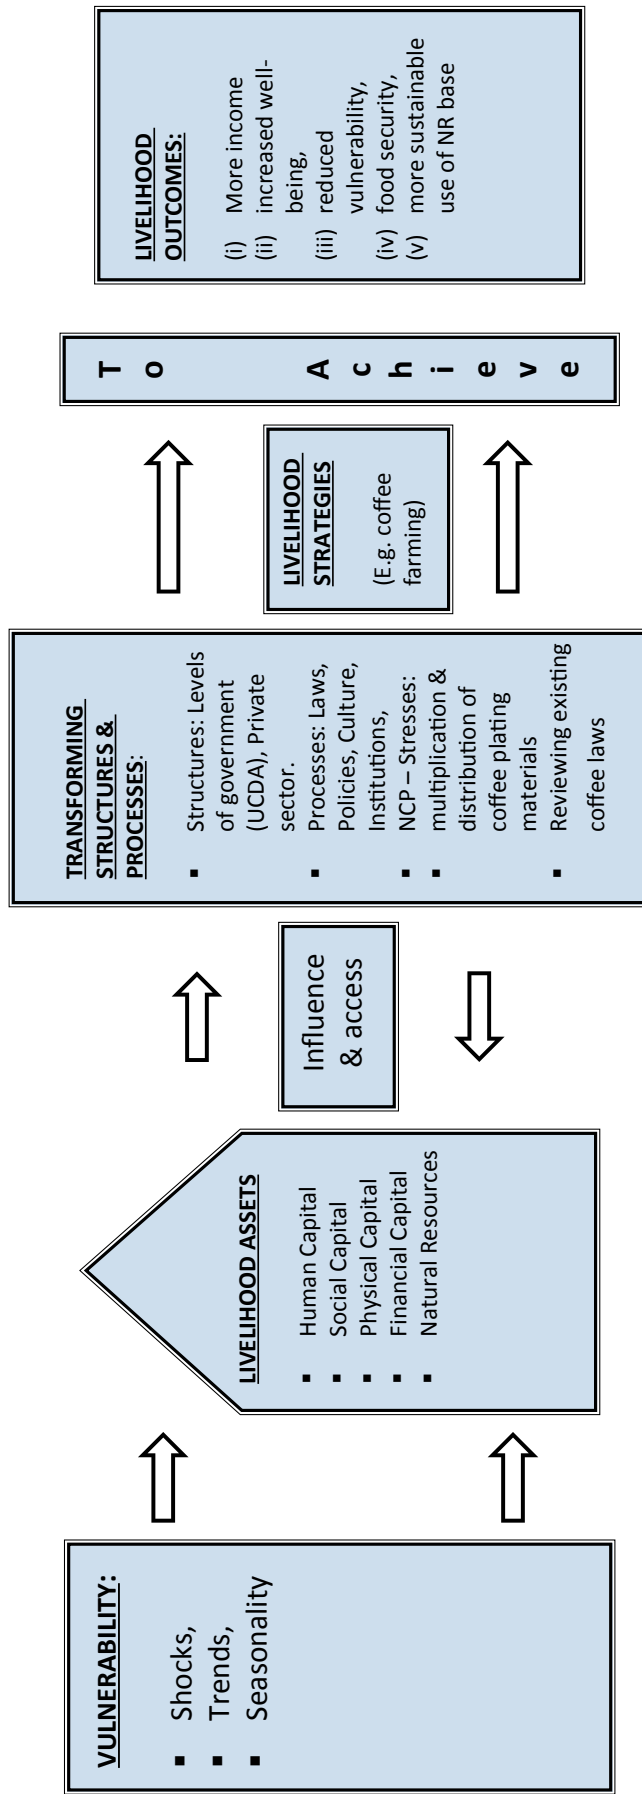 VULNERABILITY:
▪ Shocks,
▪ Trends,
▪ Seasonality
LIVELIHOOD ASSETS
▪ Human Capital
▪ Social Capital
▪ Physical Capital
▪ Financial Capital
▪ Natural Resources
Influence
& access
TRANSFORMING
STRUCTURES &
PROCESSES:
▪ Structures: Levels
of government
(UCDA), Private
sector.
▪ Processes: Laws,
Policies, Culture,
Institutions,
▪ NCP – Stresses:
▪ multiplication &
distribution of
coffee plating
materials
▪ Reviewing existing
coffee laws
LIVELIHOOD
STRATEGIES
(E.g. coffee
farming)
To Achieve
LIVELIHOOD
OUTCOMES:
(i) More income
(ii) increased well-
being,
(iii) reduced
vulnerability,
(iv) food security,
(v) more sustainable
use of NR base